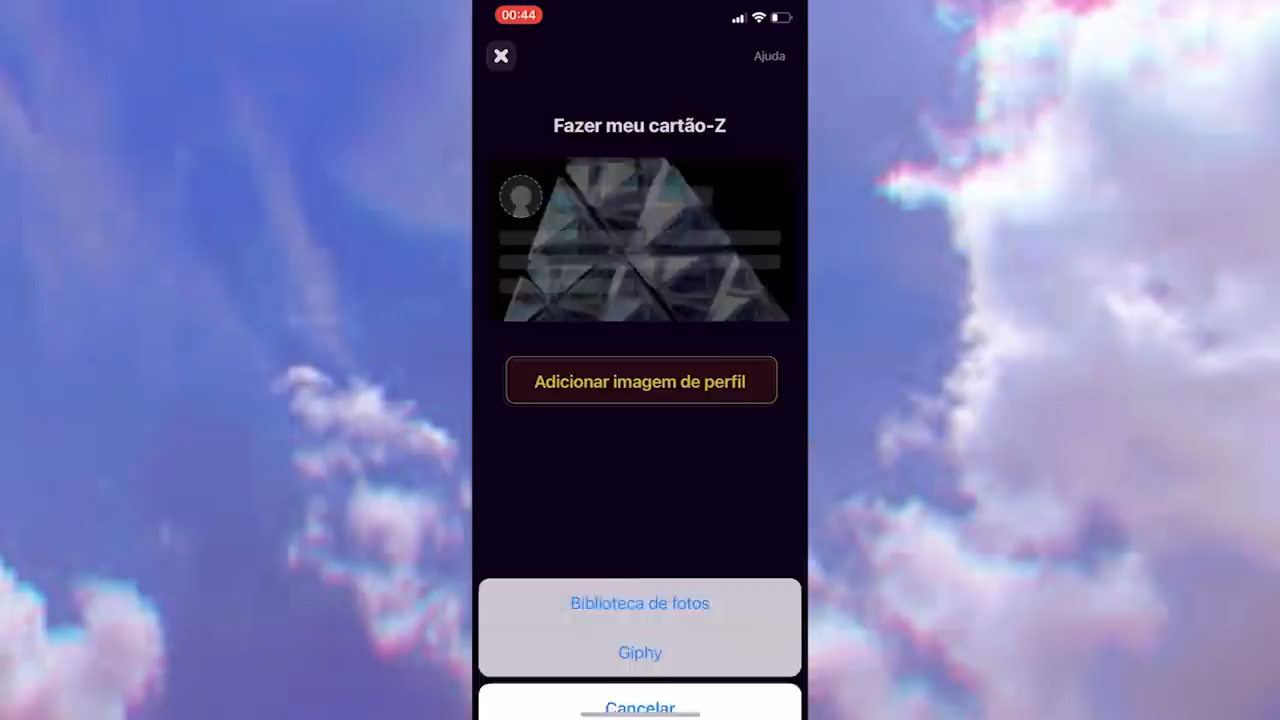 00:44
Ajuda
Fazer meu cartão-Z
Adicionar imagem de perfil
Biblioteca de fotos
Giphy
Cancelar